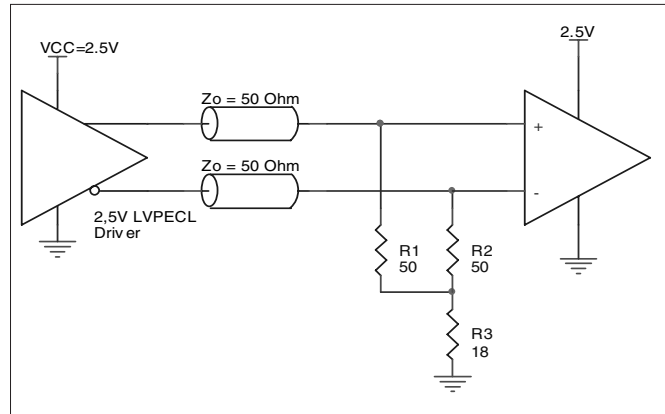 VCC=2.5V
2.5V
Zo = 50 Ohm
+
Zo = 50 Ohm
-
2,5V LVPECL
Driver
R1
50
R2
50
R3
18